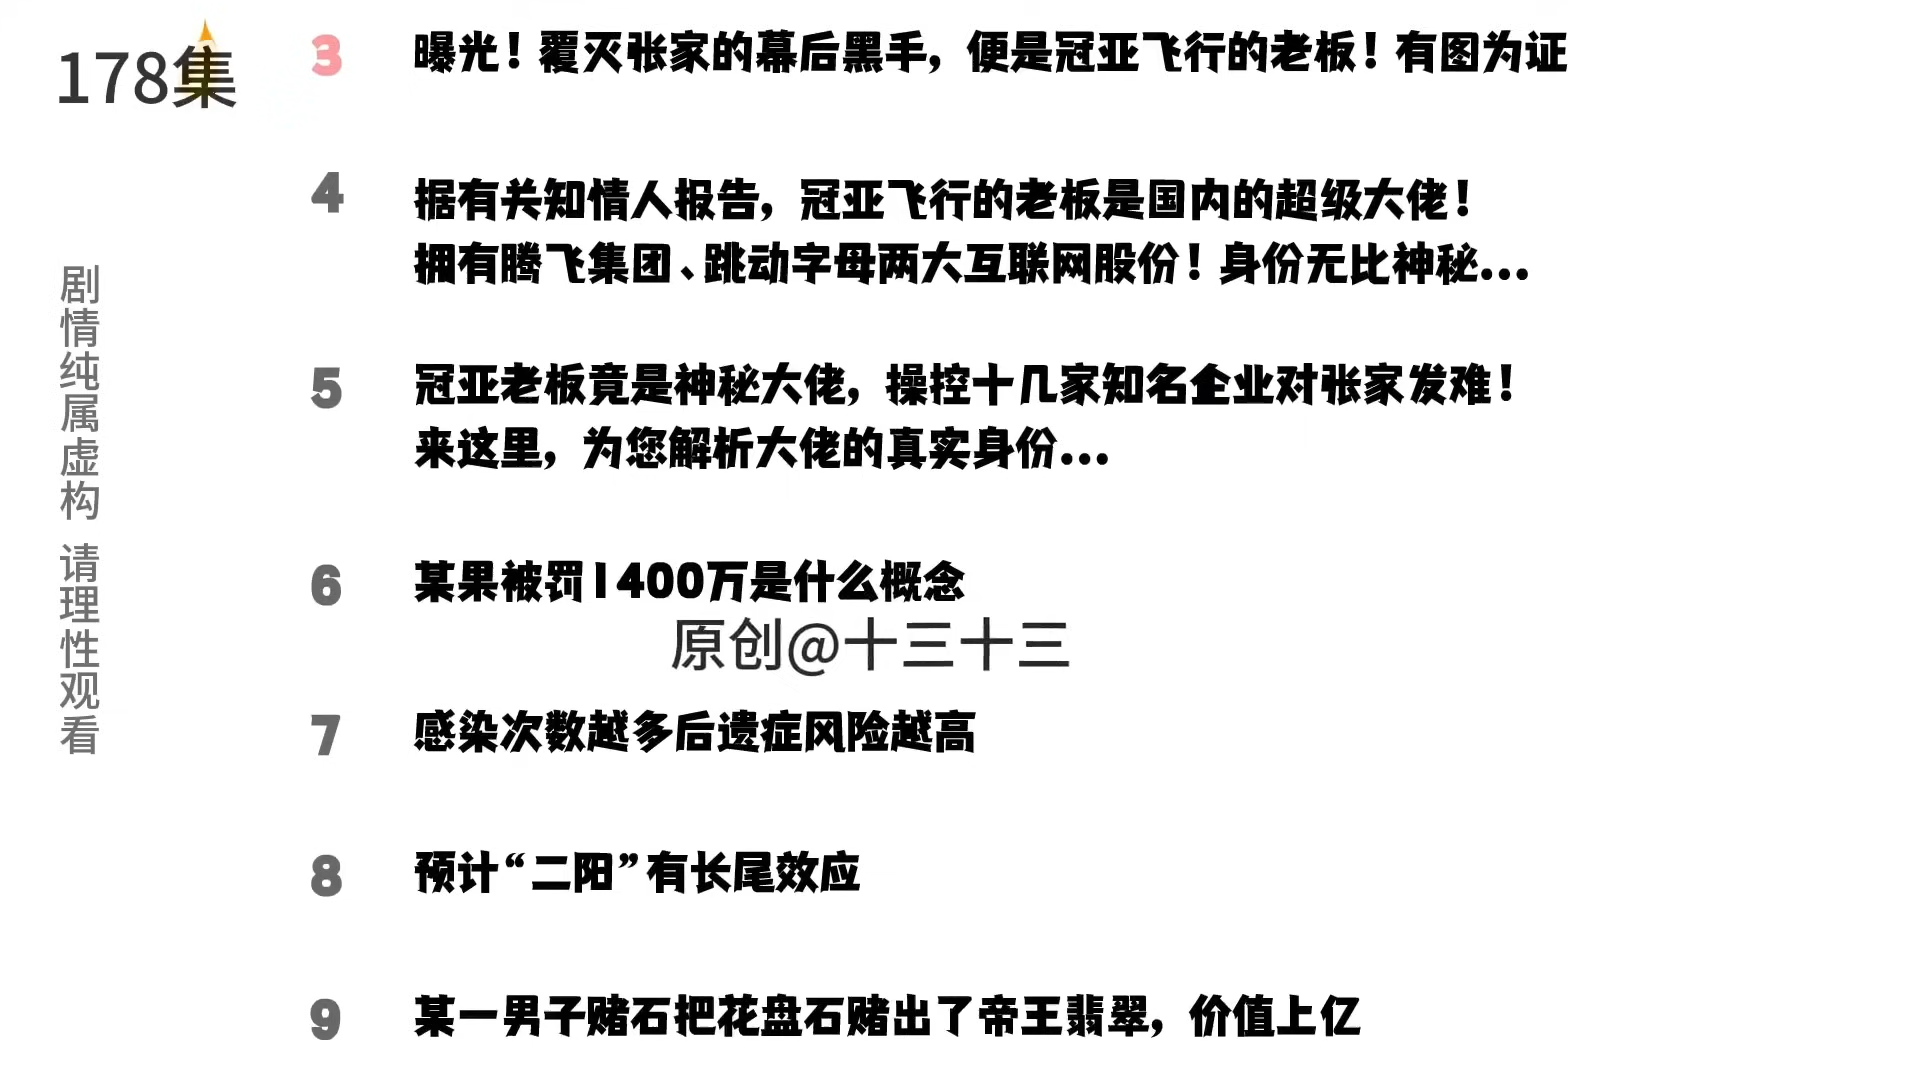 178集
剧情纯属虚构 请理性观看
3 曝光！覆灭张家的幕后黑手，便是冠亚飞行的老板！有图为证
4 据有关知情人报告，冠亚飞行的老板是国内的超级大佬！
拥有腾飞集团、跳动字母两大互联网股份！身份无比神秘...
5 冠亚老板竟是神秘大佬，操控十几家知名企业对张家发难！
来这里，为您解析大佬的真实身份...
6 某果被罚1400万是什么概念
原创@十三十三
7 感染次数越多后遗症风险越高
8 预计“二阳”有长尾效应
9 某一男子赌石把花盘石赌出了帝王翡翠，价值上亿